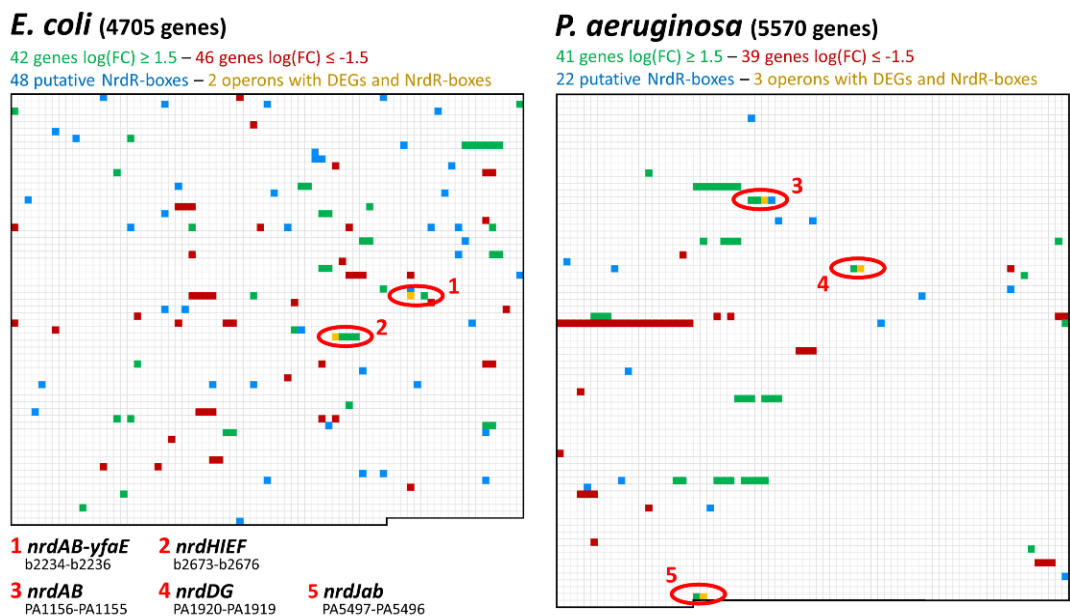 E. coli (4705 genes)
42 genes log(FC) ≥ 1.5 – 46 genes log(FC) ≤ -1.5
48 putative NrdR-boxes – 2 operons with DEGs and NrdR-boxes
1
2
1 nrdAB-yfaE
b2234-b2236
2 nrdHIEF
b2673-b2676
3 nrdAB
PA1156-PA1155
4 nrdDG
PA1920-PA1919
5 nrdJab
PA5497-PA5496
P. aeruginosa (5570 genes)
41 genes log(FC) ≥ 1.5 – 39 genes log(FC) ≤ -1.5
22 putative NrdR-boxes – 3 operons with DEGs and NrdR-boxes
3
4
5